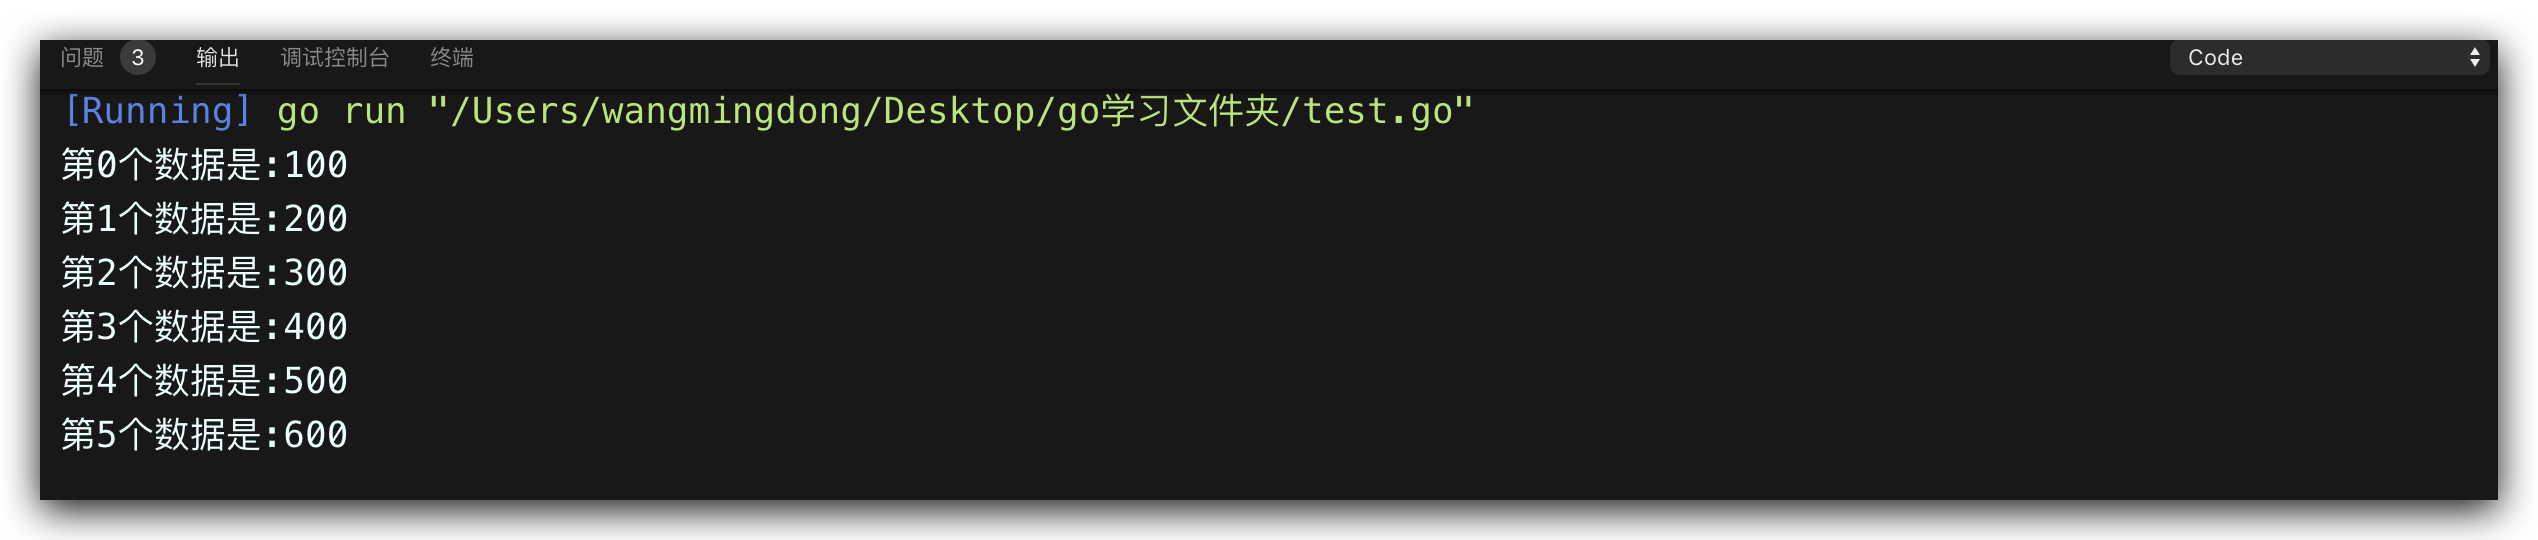 问题 3 输出 调试控制台 终端 Code
[Running] go run "/Users/wangmingdong/Desktop/go学习文件夹/test.go"
第0个数据是:100
第1个数据是:200
第2个数据是:300
第3个数据是:400
第4个数据是:500
第5个数据是:600